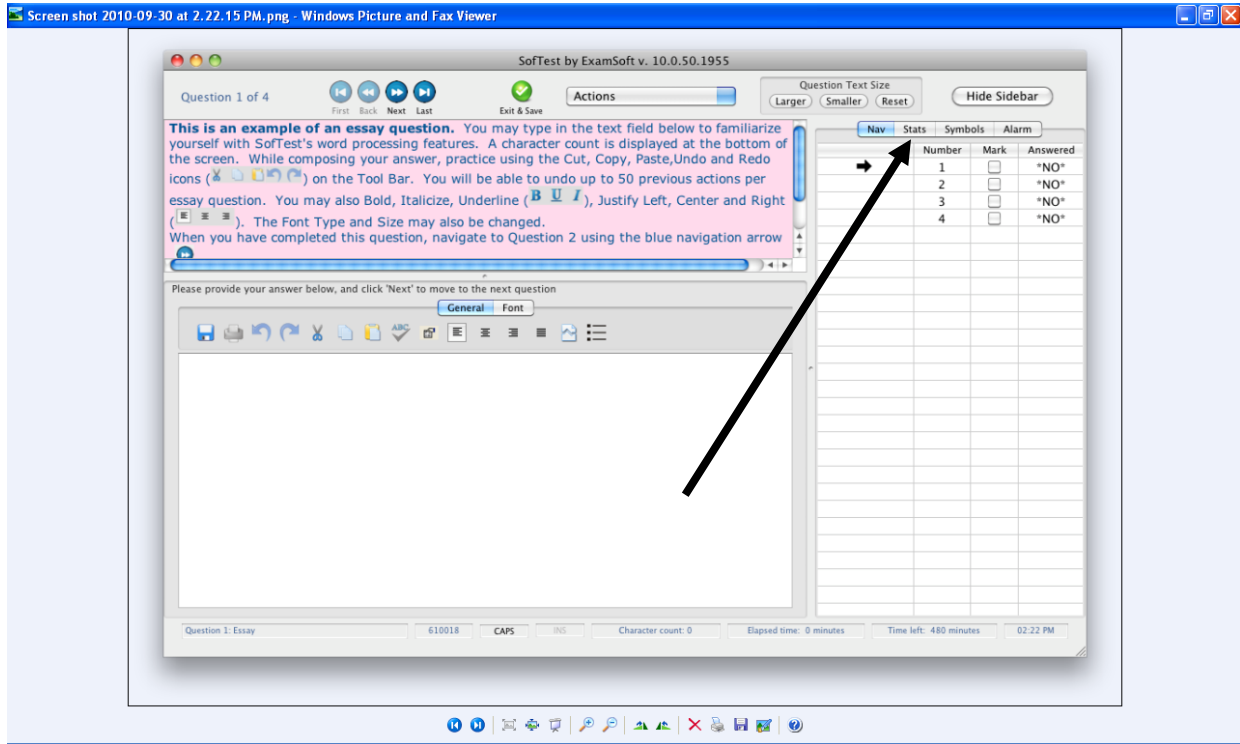 Screen shot 2010-09-30 at 2.22.15 PM.png - Windows Picture and Fax Viewer
SofTest by ExamSoft v. 10.0.50.1955
Question 1 of 4
First Back Next Last
Exit & Save
Actions
Question Text Size
Larger Smaller Reset
Hide Sidebar
This is an example of an essay question. You may type in the text field below to familiarize
yourself with SofTest's word processing features. A character count is displayed at the bottom of
the screen. While composing your answer, practice using the Cut, Copy, Paste,Undo and Redo
icons ( ) on the Tool Bar. You will be able to undo up to 50 previous actions per
essay question. You may also Bold, Italicize, Underline ( B U I ), Justify Left, Center and Right
( ). The Font Type and Size may also be changed.
When you have completed this question, navigate to Question 2 using the blue navigation arrow
Nav Stats Symbols Alarm
Number Mark Answered
1 *NO*
2 *NO*
3 *NO*
4 *NO*
Please provide your answer below, and click 'Next' to move to the next question
General Font
ABC
Question 1: Essay 610018 CAPS INS Character count: 0 Elapsed time: 0 minutes Time left: 480 minutes 02:22 PM